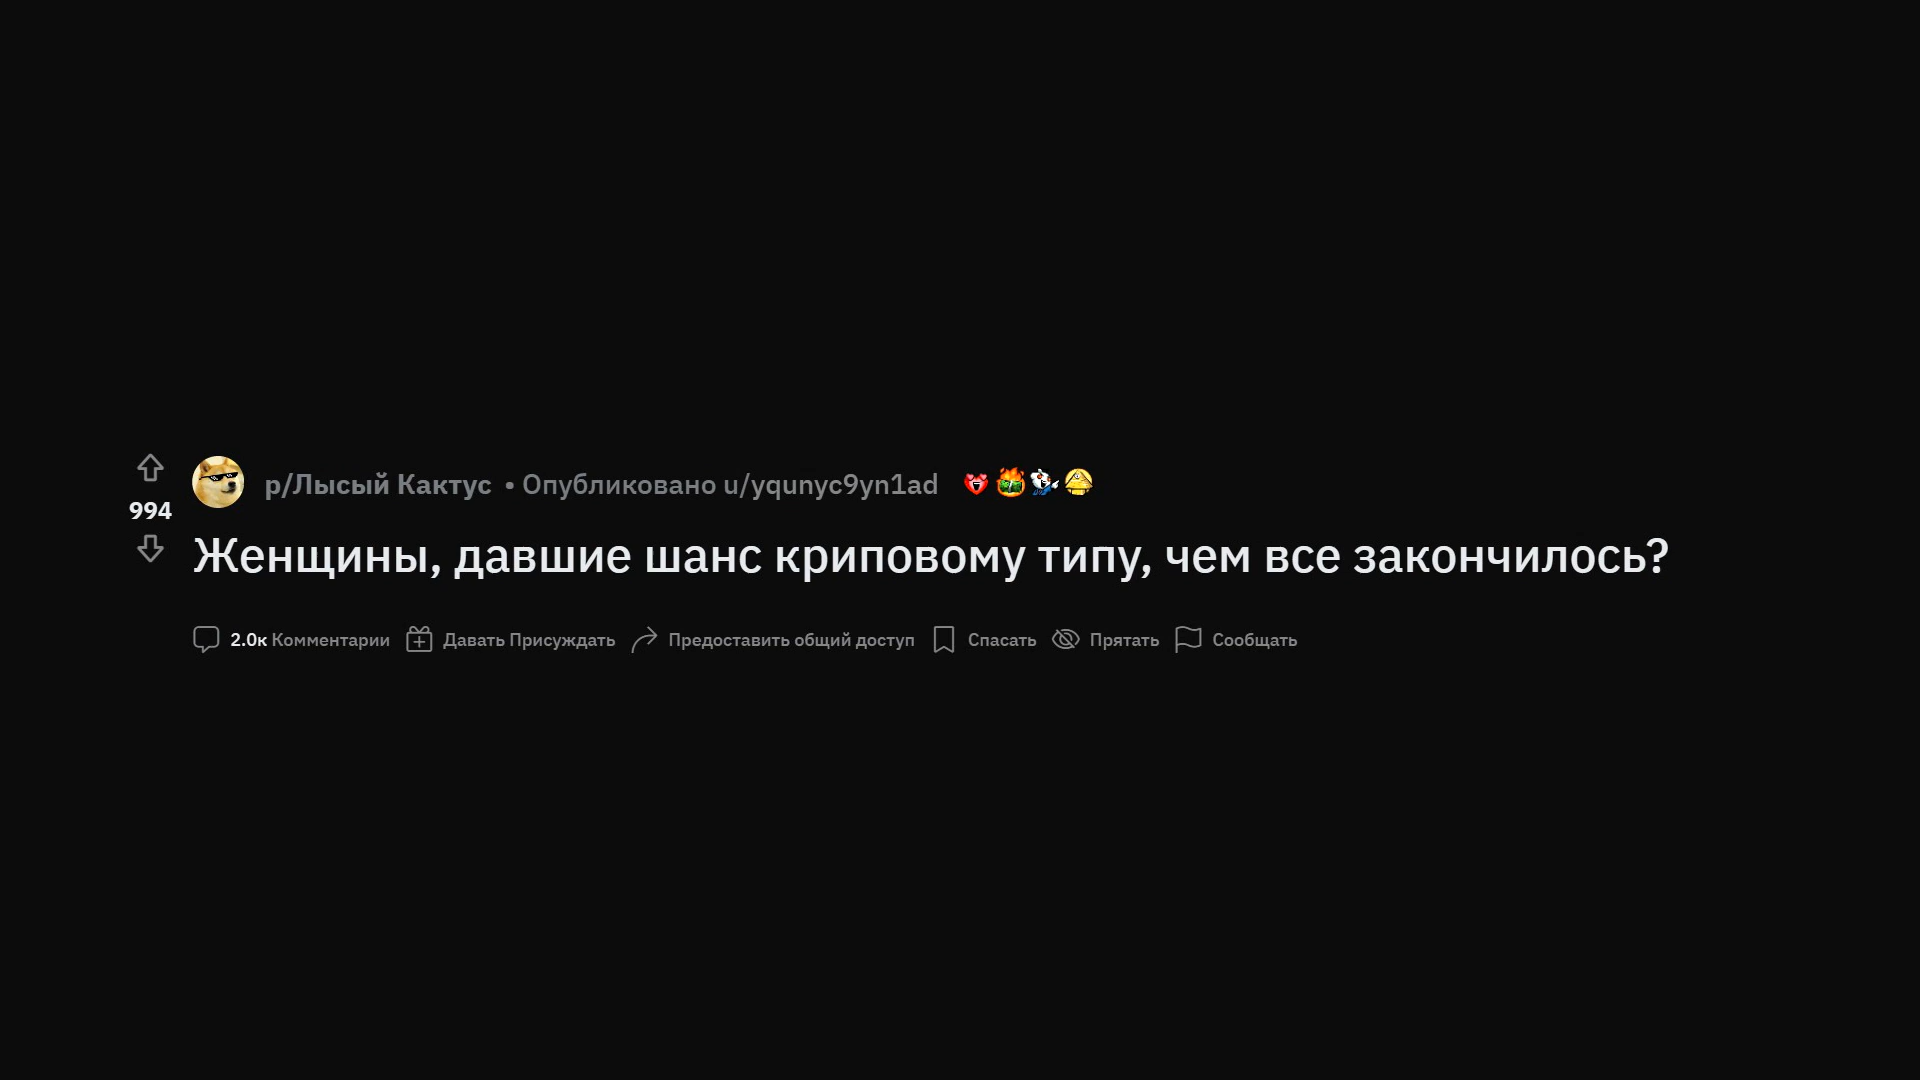 р/Лысый Кактус • Опубликовано u/yqunyc9yn1ad
994
Женщины, давшие шанс криповому типу, чем все закончилось?
2.0к Комментарии Давать Присуждать Предоставить общий доступ Спасать Прятать Сообщать